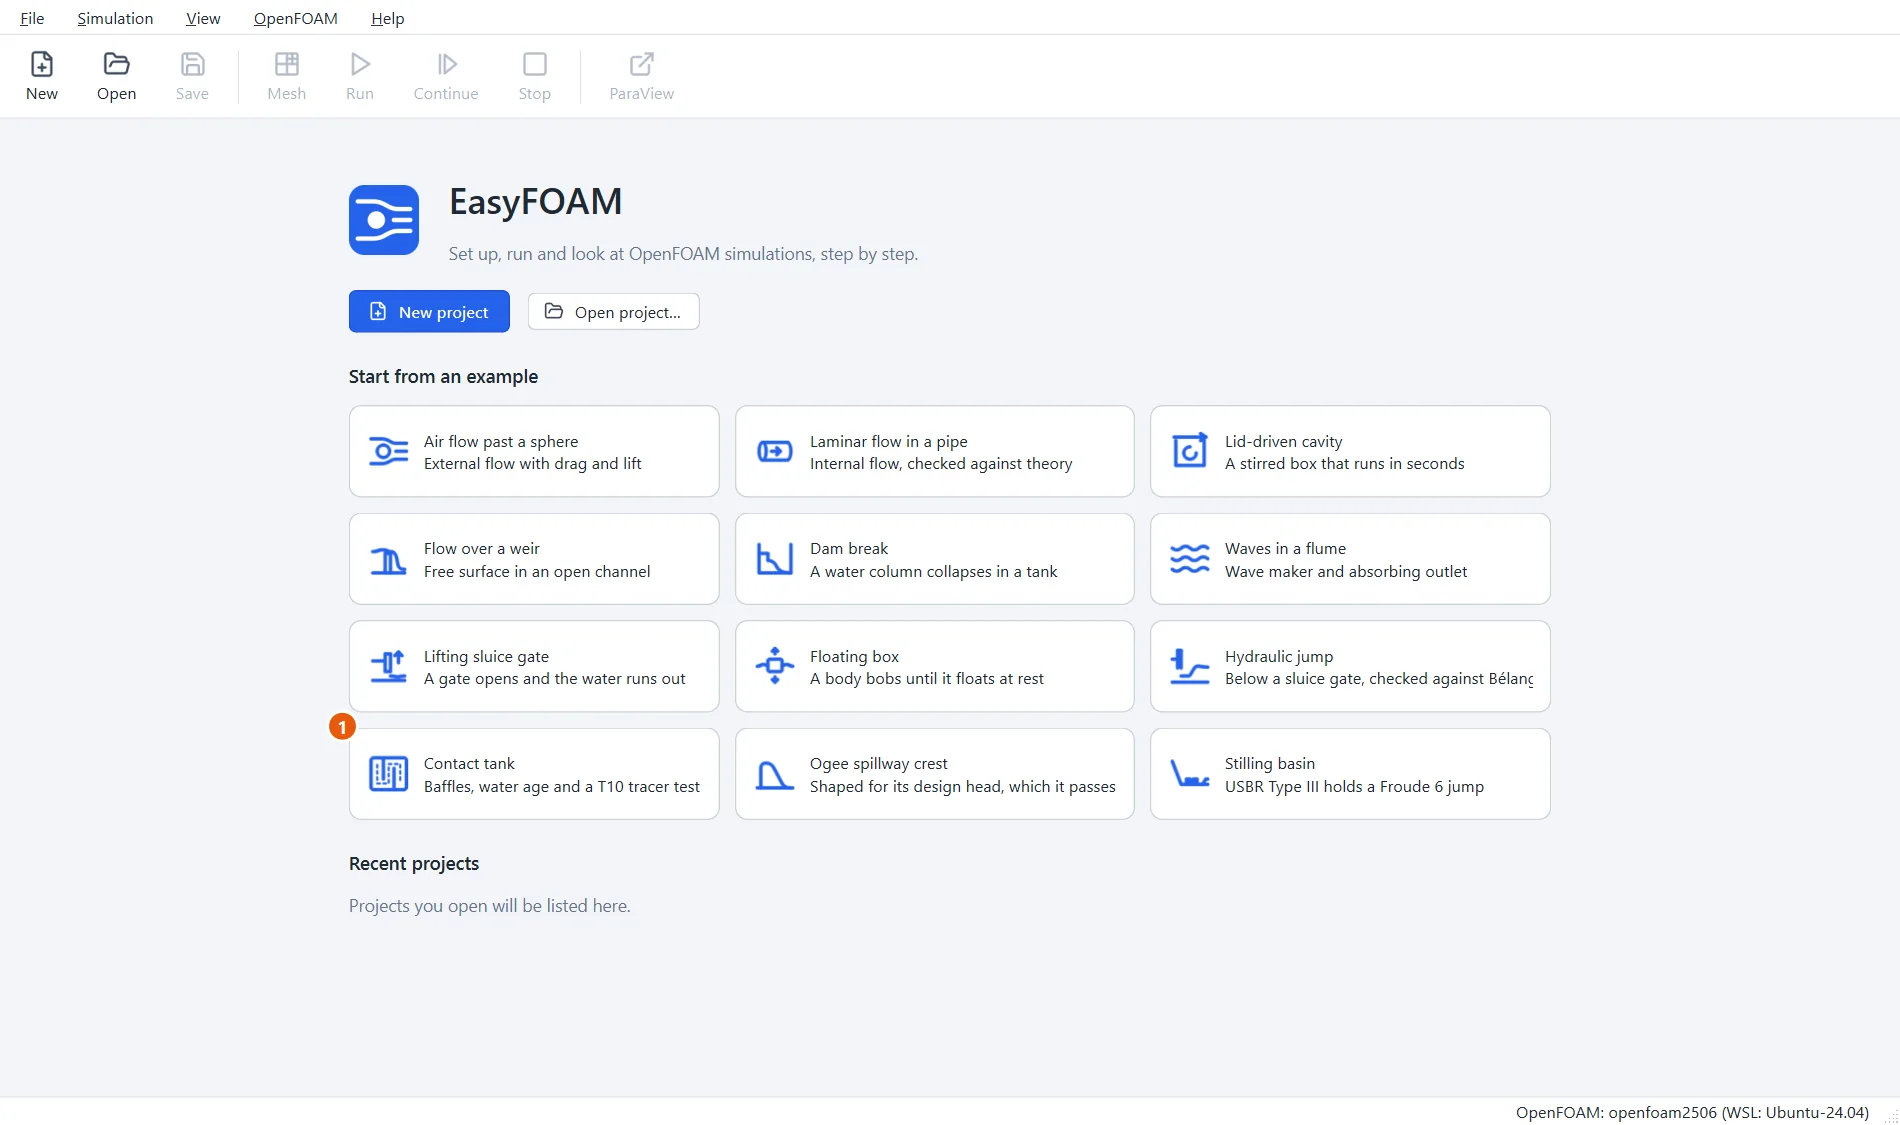 File Simulation View OpenFOAM Help
New Open Save Mesh Run Continue Stop ParaView
EasyFOAM
Set up, run and look at OpenFOAM simulations, step by step.
New project Open project...
Start from an example
Air flow past a sphere
External flow with drag and lift
Laminar flow in a pipe
Internal flow, checked against theory
Lid-driven cavity
A stirred box that runs in seconds
Flow over a weir
Free surface in an open channel
Dam break
A water column collapses in a tank
Waves in a flume
Wave maker and absorbing outlet
Lifting sluice gate
A gate opens and the water runs out
Floating box
A body bobs until it floats at rest
Hydraulic jump
Below a sluice gate, checked against Bélang
1
Contact tank
Baffles, water age and a T10 tracer test
Ogee spillway crest
Shaped for its design head, which it passes
Stilling basin
USBR Type III holds a Froude 6 jump
Recent projects
Projects you open will be listed here.
OpenFOAM: openfoam2506 (WSL: Ubuntu-24.04)